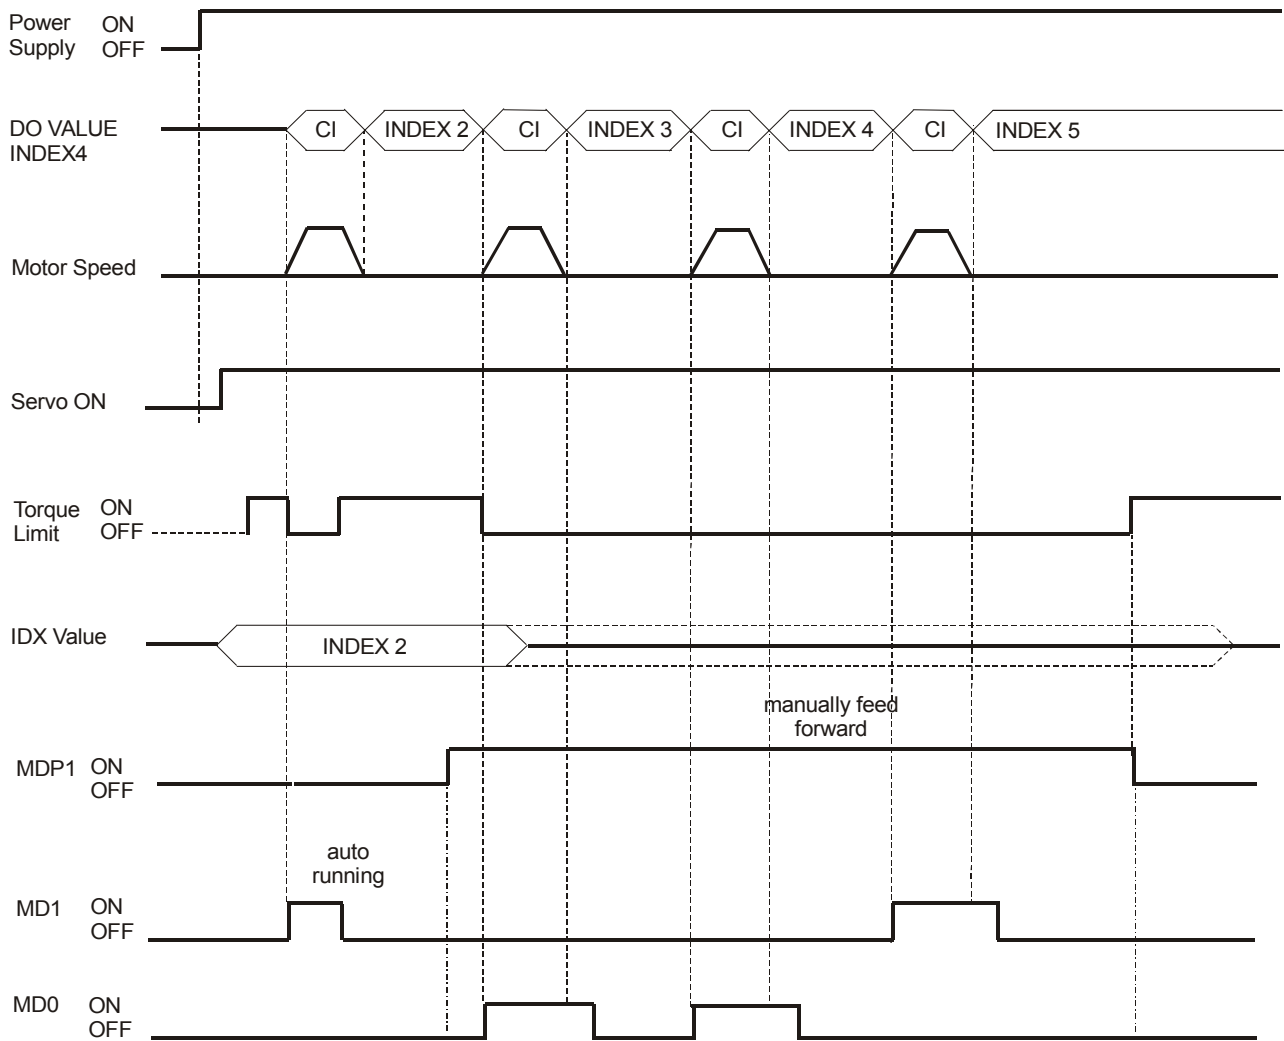 Power ON
Supply OFF
DO VALUE
INDEX4
CI
INDEX 2
CI
INDEX 3
CI
INDEX 4
CI
INDEX 5
Motor Speed
Servo ON
Torque ON
Limit OFF
IDX Value
INDEX 2
manually feed
forward
MDP1 ON
OFF
auto
running
MD1 ON
OFF
MD0 ON
OFF